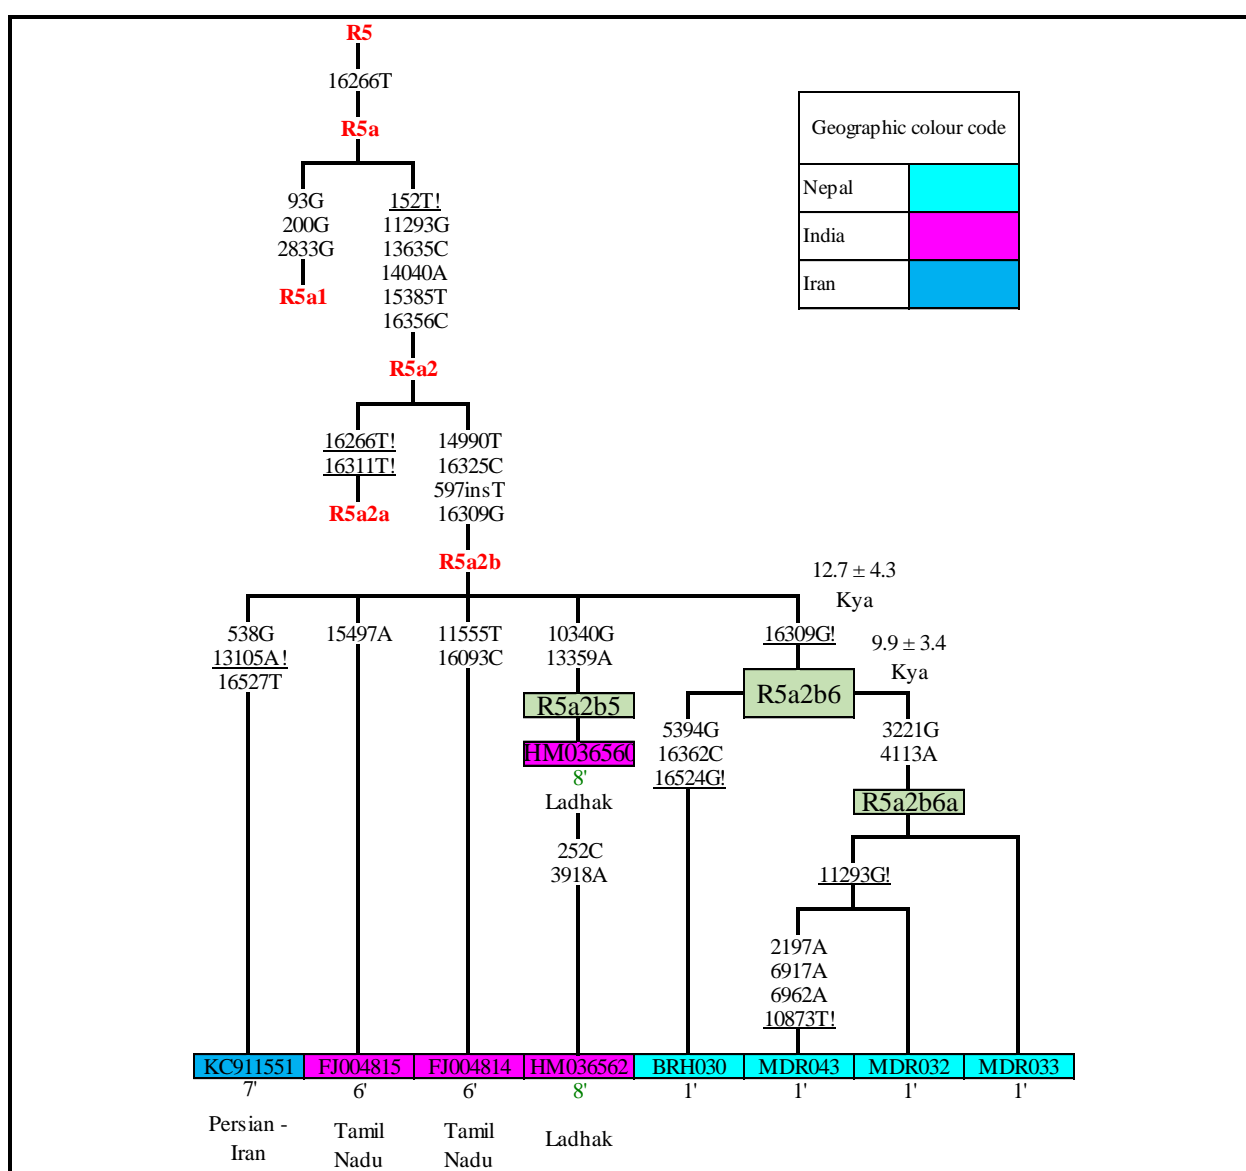 R5
16266T
R5a
Geographic colour code
Nepal
India
Iran
93G
200G
2833G
R5a1
152T!
11293G
13635C
14040A
15385T
16356C
R5a2
16266T!
16311T!
R5a2a
14990T
16325C
597insT
16309G
R5a2b
12.7 ± 4.3
Kya
538G
13105A!
16527T
15497A
11555T
16093C
10340G
13359A
R5a2b5
HM036560
8'
Ladhak
252C
3918A
16309G!
9.9 ± 3.4
Kya
R5a2b6
5394G
16362C
16524G!
3221G
4113A
R5a2b6a
11293G!
2197A
6917A
6962A
10873T!
KC911551 FJ004815 FJ004814 HM036562 BRH030 MDR043 MDR032 MDR033
7' 6' 6' 8' 1' 1' 1' 1'
Persian -
Iran
Tamil
Nadu
Tamil
Nadu
Ladhak